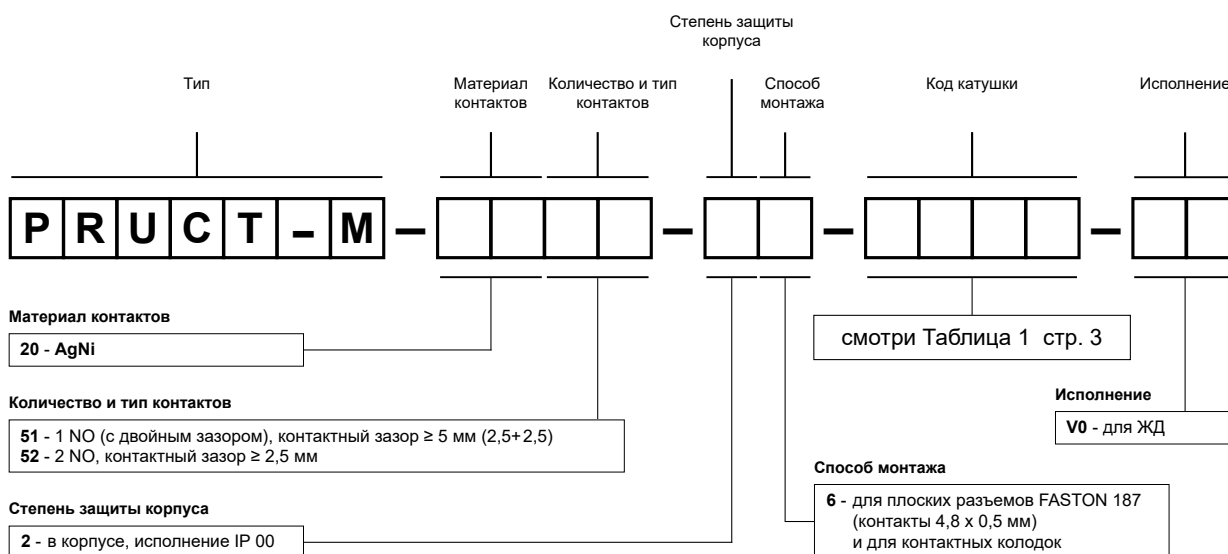 Степень защиты
корпуса
Тип
Материал
контактов
Количество и тип
контактов
Способ
монтажа
Код катушки
Исполнение
PRUCT-M – –  –  –
Материал контактов
20 - AgNi
смотри Таблица 1 стр. 3
Количество и тип контактов
51 - 1 NO (с двойным зазором), контактный зазор ≥ 5 мм (2,5+2,5)
52 - 2 NO, контактный зазор ≥ 2,5 мм
Исполнение
V0 - для ЖД
Способ монтажа
6 - для плоских разъемов FASTON 187
(контакты 4,8 x 0,5 мм)
и для контактных колодок
Степень защиты корпуса
2 - в корпусе, исполнение IP 00